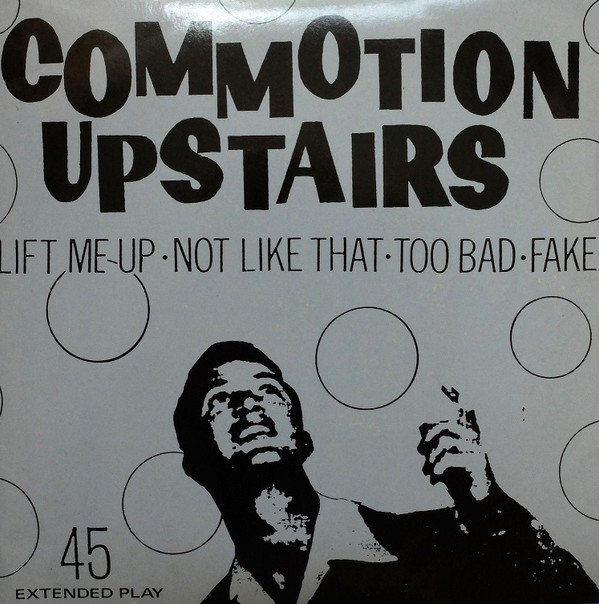 COMMOTION
UPSTAIRS
LIFT ME-UP·NOT LIKE THAT·TOO BAD·FAKE
45
EXTENDED PLAY